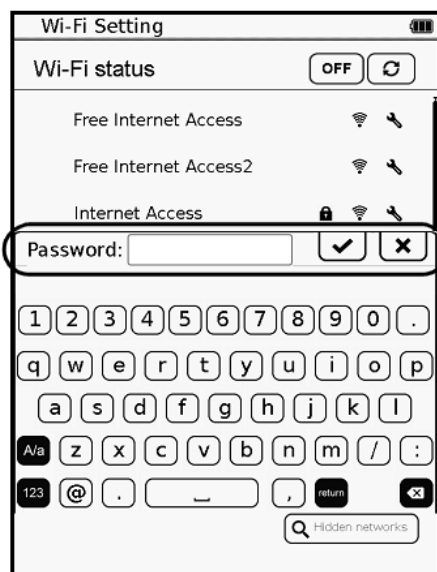 Wi-Fi Setting
Wi-Fi status OFF
Free Internet Access
Free Internet Access2
Internet Access
Password:
1 2 3 4 5 6 7 8 9 0 .
q w e r t y u i o p
a s d f g h j k l
A/a z x c v b n m / :
123 @ . , return
Hidden networks